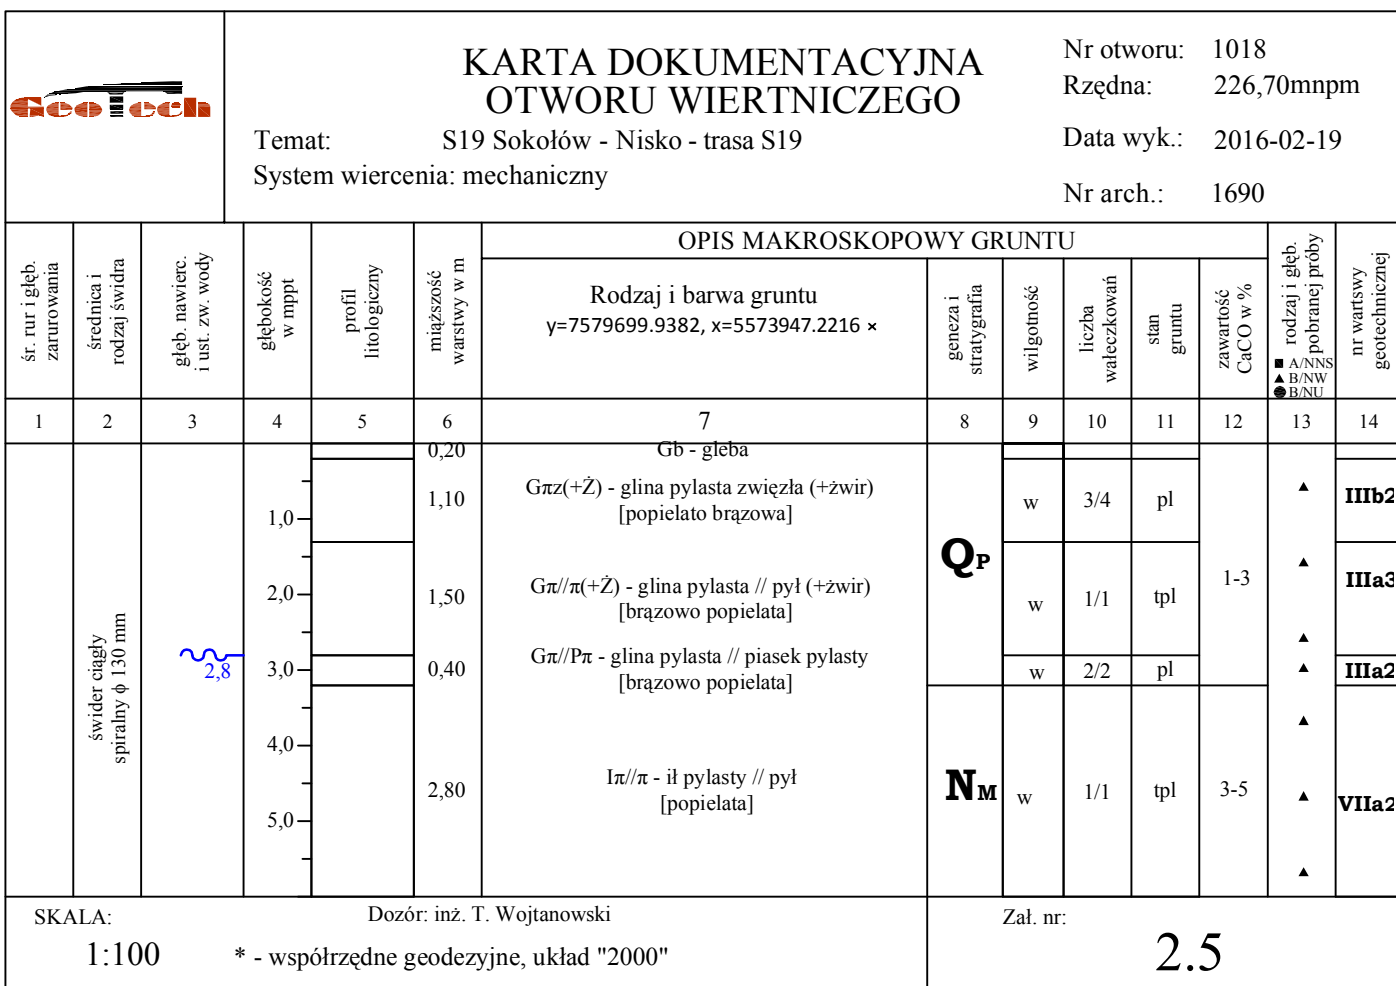 GeoTech
KARTA DOKUMENTACYJNA
OTWORU WIERTNICZEGO
Temat: S19 Sokołów - Nisko - trasa S19
System wiercenia: mechaniczny
Nr otworu: 1018
Rzędna: 226,70mnpm
Data wyk.: 2016-02-19
Nr arch.: 1690
śr. rur i głęb.
zarurowania
średnica i
rodzaj świdra
głęb. nawierc.
i ust. zw. wody
głębokość
w mppt
profil
litologiczny
miąższość
warstwy w m
OPIS MAKROSKOPOWY GRUNTU
Rodzaj i barwa gruntu
y=7579699.9382, x=5573947.2216 ×
geneza i
stratygrafia
wilgotność
liczba
wałeczkowań
stan
gruntu
zawartość
CaCO w %
rodzaj i głęb.
pobranej próby
■ A/NNS
▲ B/NW
● B/NU
nr wartswy
geotechnicznej
1 2 3 4 5 6 7 8 9 10 11 12 13 14
0,20 Gb - gleba
1,10 Gπz(+Ż) - glina pylasta zwięzła (+żwir)
[popielato brązowa]
w 3/4 pl IIIb2
1,0
QP
1,50 Gπ//π(+Ż) - glina pylasta // pył (+żwir)
[brązowo popielata]
w 1/1 tpl 1-3 IIIa3
2,0
świder ciągły
spiralny ϕ 130 mm
2,8
3,0
0,40 Gπ//Pπ - glina pylasta // piasek pylasty
[brązowo popielata]
w 2/2 pl IIIa2
4,0
2,80 Iπ//π - ił pylasty // pył
[popielata]
NM w 1/1 tpl 3-5 VIIa2
5,0
SKALA:
1:100
Dozór: inż. T. Wojtanowski
* - współrzędne geodezyjne, układ "2000"
Zał. nr:
2.5